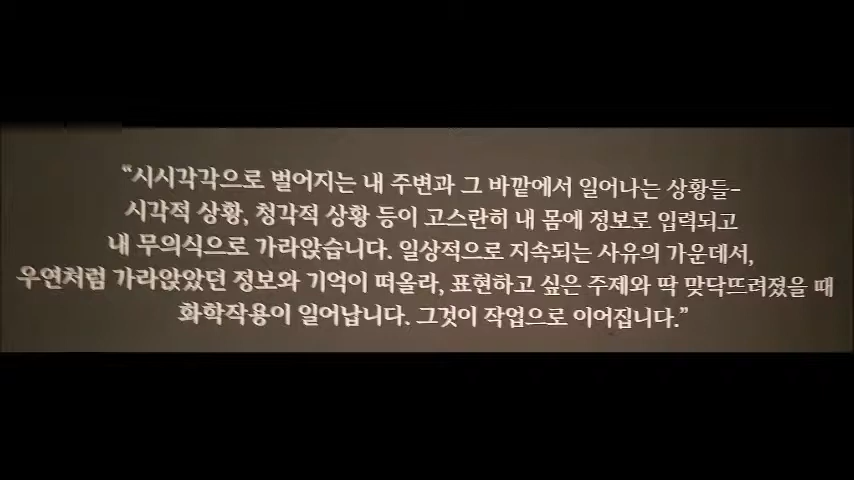 “시시각각으로 벌어지는 내 주변과 그 바깥에서 일어나는 상황들-
시각적 상황, 청각적 상황 등이 고스란히 내 몸에 정보로 입력되고
내 무의식으로 가라앉습니다. 일상적으로 지속되는 사유의 가운데서,
우연처럼 가라앉았던 정보와 기억이 떠올라, 표현하고 싶은 주제와 딱 맞닥뜨려졌을 때
화학작용이 일어납니다. 그것이 작업으로 이어집니다.”